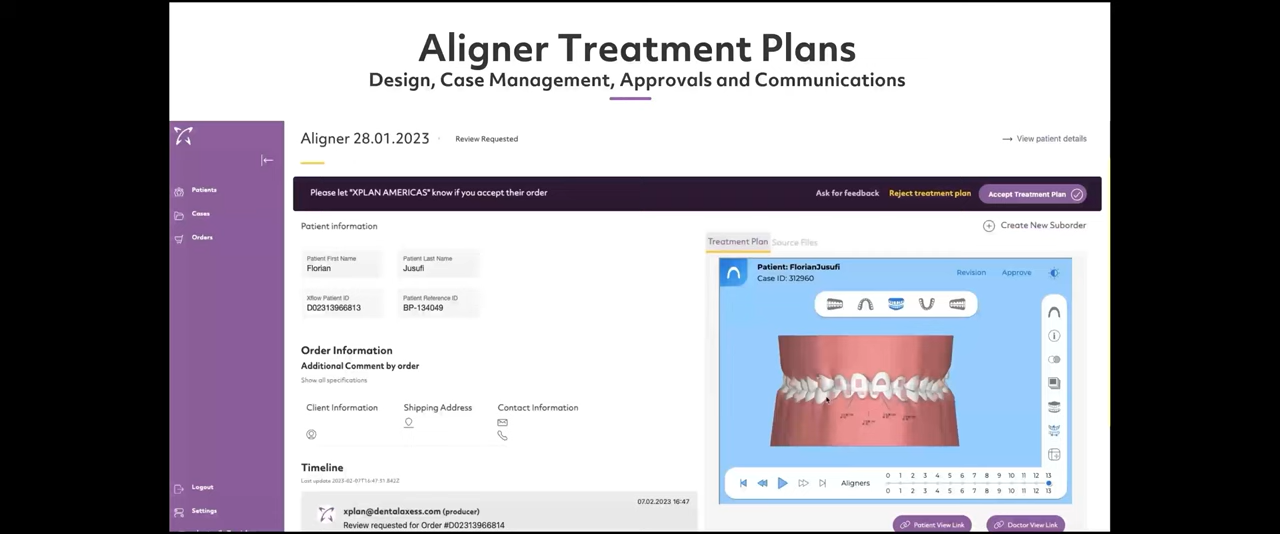 Aligner Treatment Plans
Design, Case Management, Approvals and Communications
Aligner 28.01.2023
Review Requested
View patient details
Patients
Cases
Orders
Logout
Settings
Please let "XPLAN AMERICAS" know if you accept their order
Ask for feedback
Reject treatment plan
Accept Treatment Plan
Patient information
Create New Suborder
Patient First Name
Florian
Patient Last Name
Jusufi
Xflow Patient ID
D02313966813
Patient Reference ID
BP-134049
Order Information
Additional Comment by order
Show all specifications
Client Information
Shipping Address
Contact Information
Timeline
07.02.2023 16:47
xplan@dentalaxess.com (producer)
Review requested for Order #D02313966814
Treatment Plan
Source Files
Patient: FlorianJusufi
Case ID: 312960
Revision
Approve
Aligners
0 1 2 3 4 5 6 7 8 9 10 11 12 13
0 1 2 3 4 5 6 7 8 9 10 11 12 13
Patient View Link
Doctor View Link